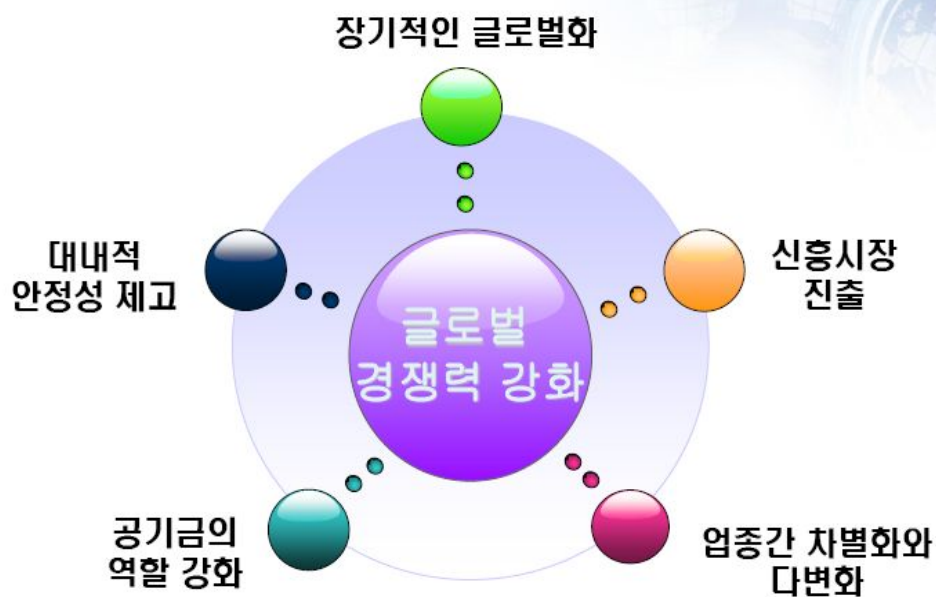 장기적인 글로벌화
대내적
안정성 제고
신흥시장
진출
글로벌
경쟁력 강화
공기금의
역할 강화
업종간 차별화와
다변화